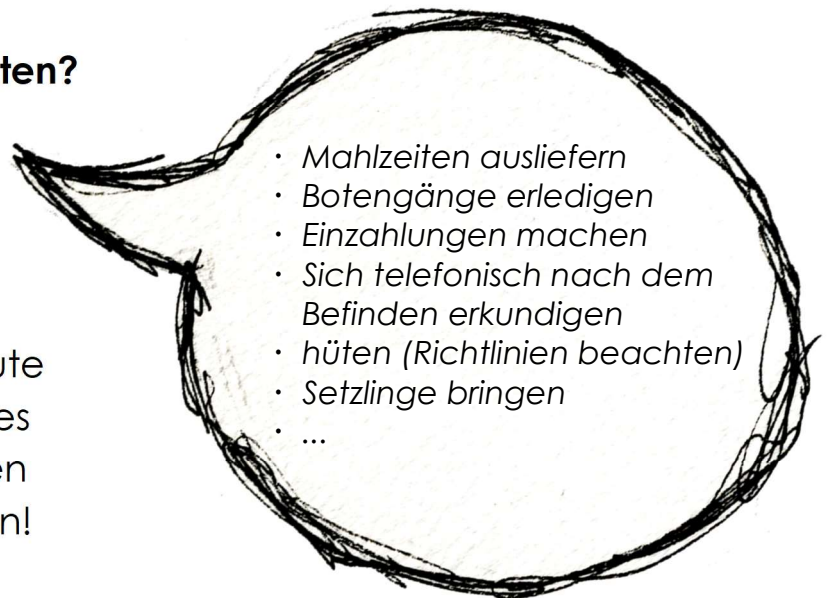 ten?
· Mahlzeiten ausliefern
· Botengänge erledigen
· Einzahlungen machen
· Sich telefonisch nach dem
Befinden erkundigen
· hüten (Richtlinien beachten)
· Setzlinge bringen
· ...
ute
es
en
n!